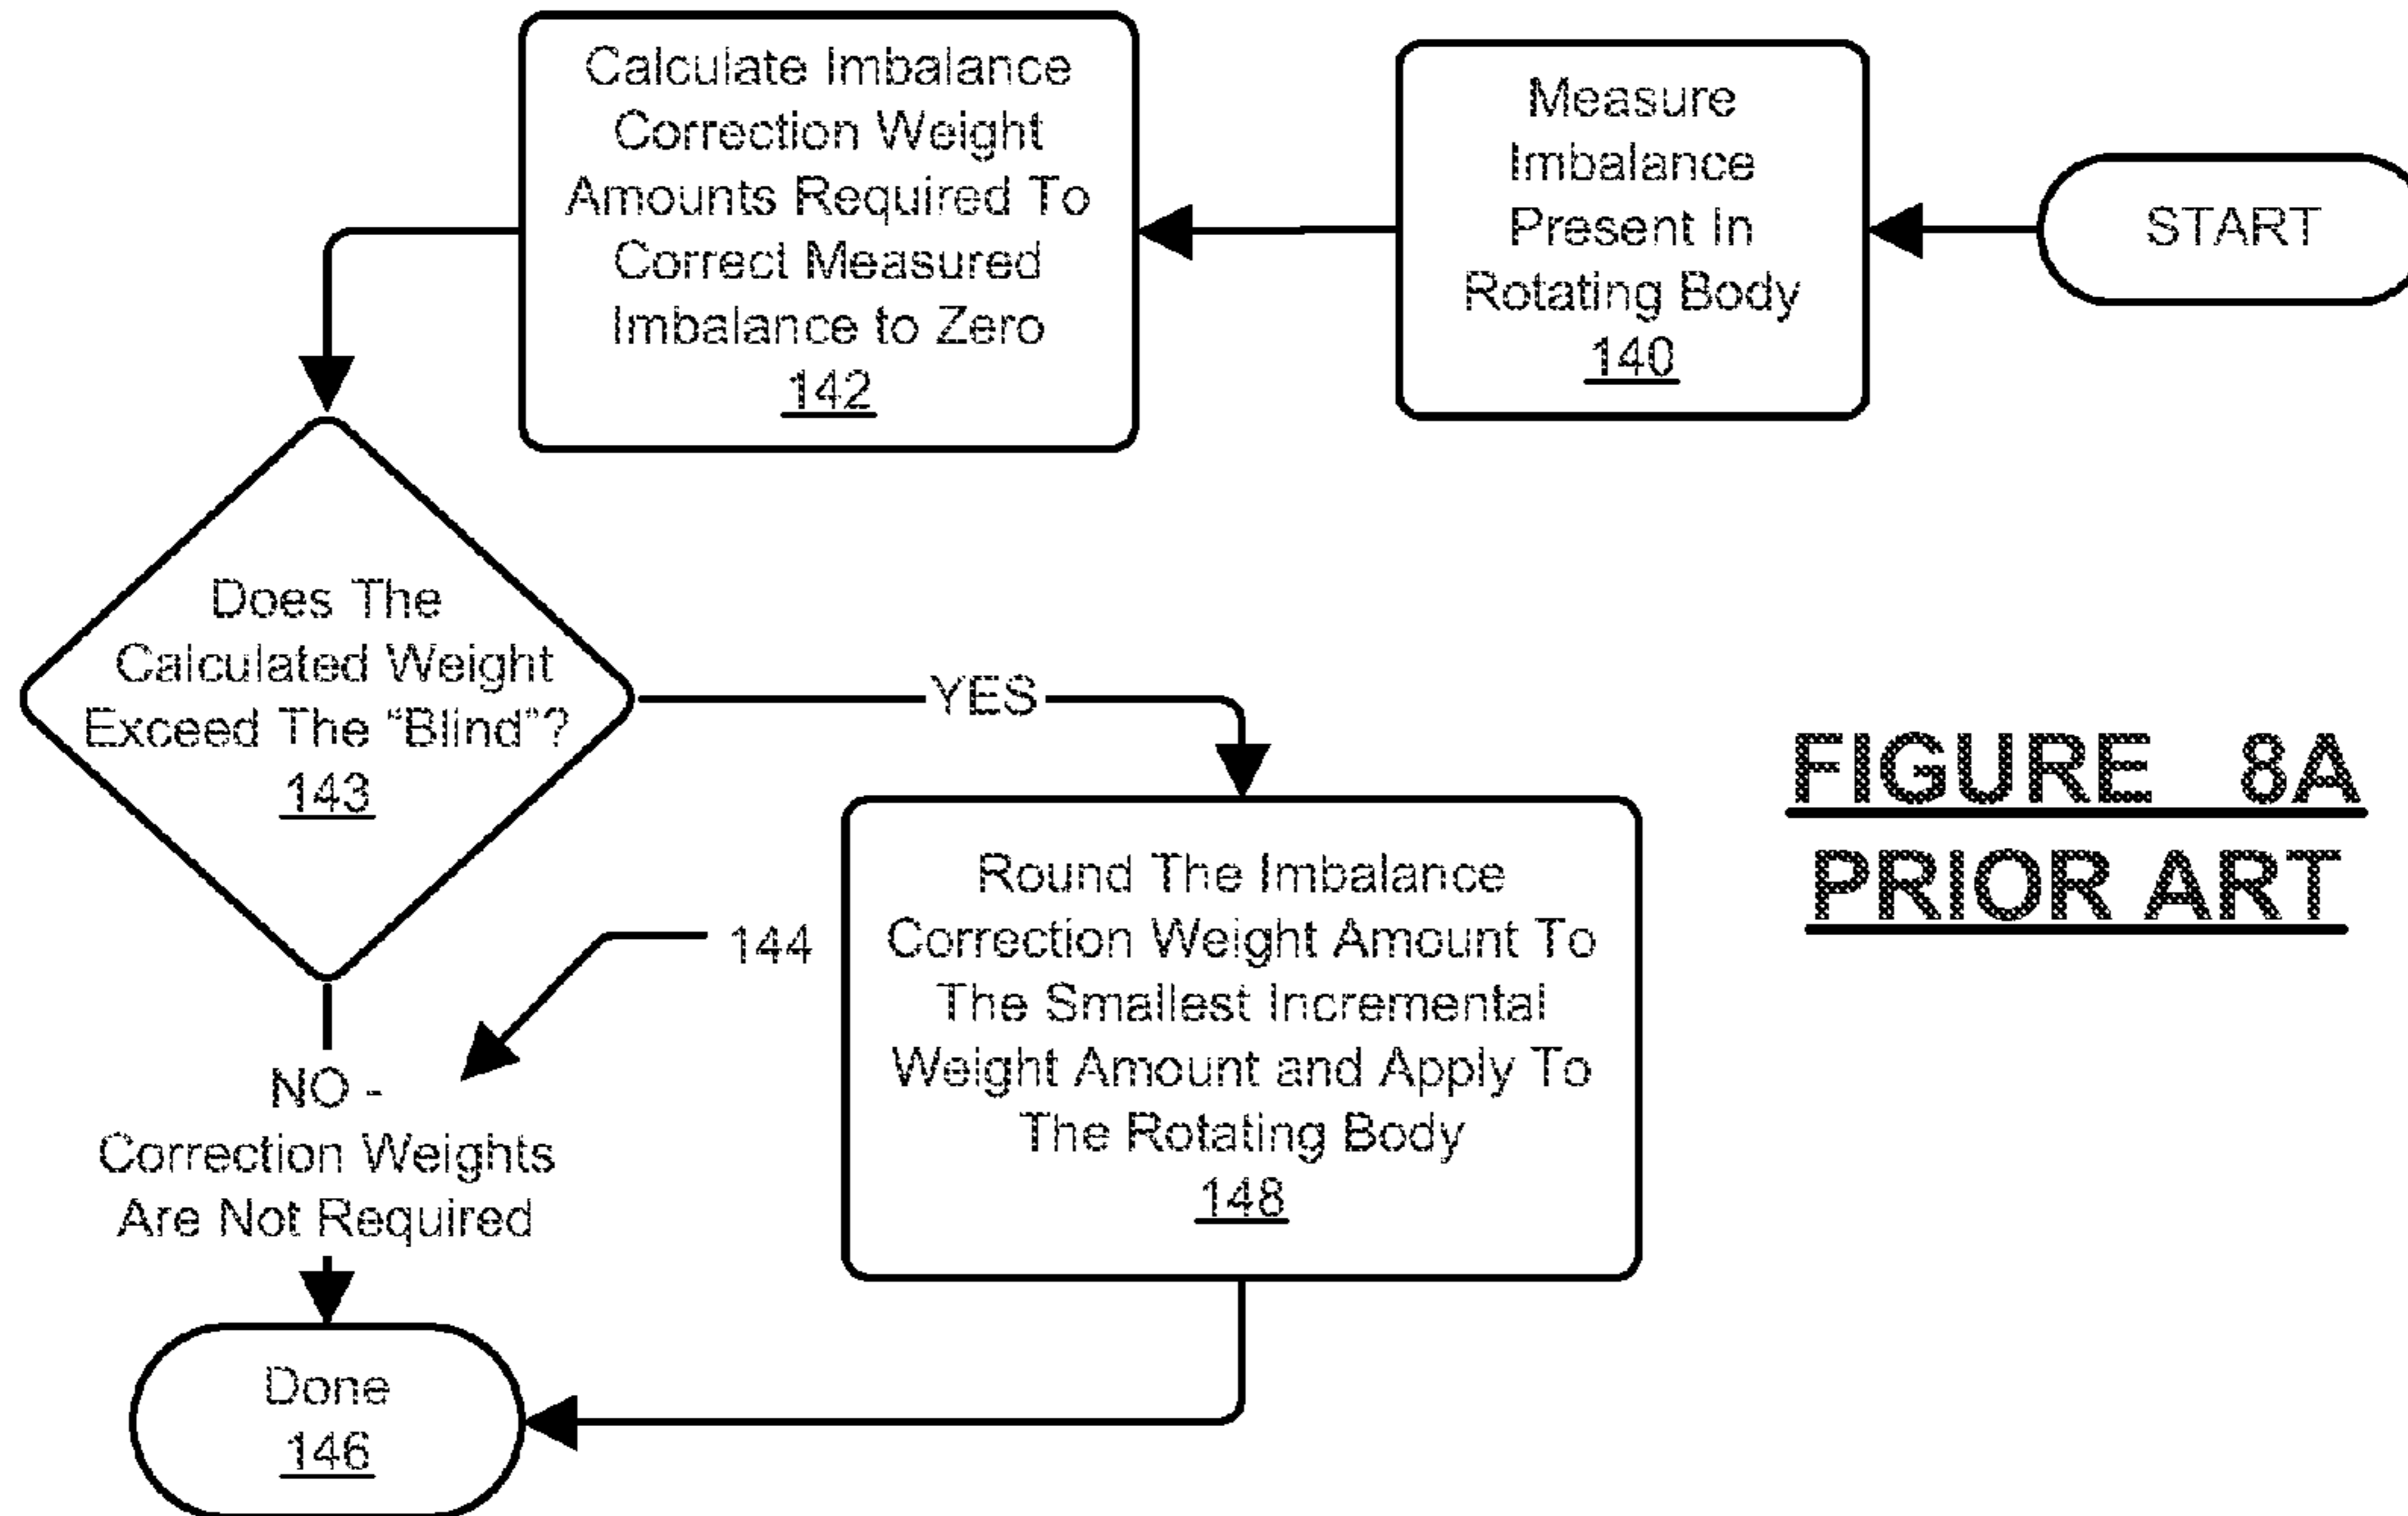 START
Measure
Imbalance
Present In
Rotating Body
140
Calculate Imbalance
Correction Weight
Amounts Required To
Correct Measured
Imbalance to Zero
142
Does The
Calculated Weight
Exceed The “Blind”?
143
YES
Round The Imbalance
Correction Weight Amount To
The Smallest Incremental
Weight Amount and Apply To
The Rotating Body
148
144
NO -
Correction Weights
Are Not Required
Done
146
FIGURE 8A
PRIOR ART